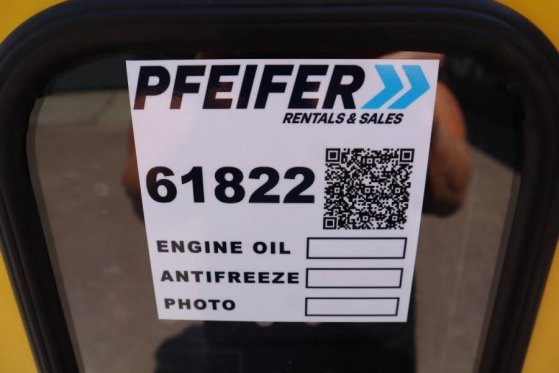 PFEIFER
RENTALS & SALES
61822
ENGINE OIL
ANTIFREEZE
PHOTO